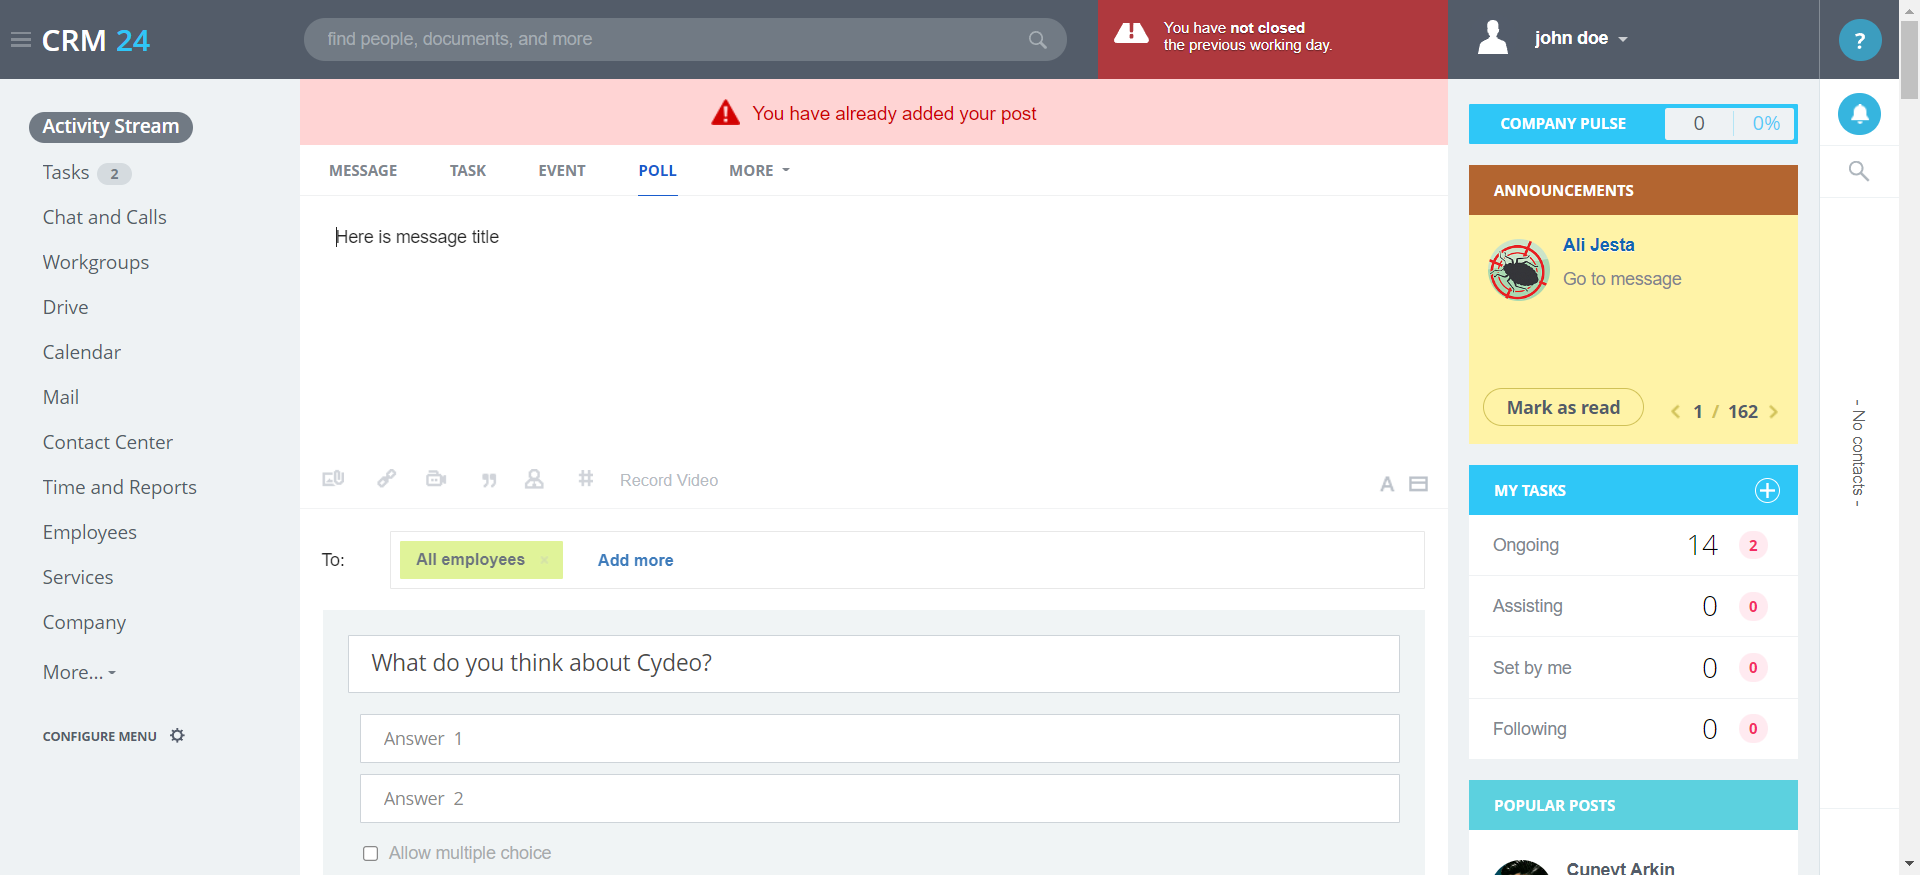 CRM 24
find people, documents, and more
You have not closed
the previous working day.
john doe
?
Activity Stream
Tasks 2
Chat and Calls
Workgroups
Drive
Calendar
Mail
Contact Center
Time and Reports
Employees
Services
Company
More...
CONFIGURE MENU
You have already added your post
MESSAGE TASK EVENT POLL MORE
Here is message title
Record Video
A
To: All employees × Add more
What do you think about Cydeo?
Answer 1
Answer 2
Allow multiple choice
COMPANY PULSE 0 0%
ANNOUNCEMENTS
Ali Jesta
Go to message
Mark as read 1 / 162
MY TASKS
Ongoing 14 2
Assisting 0 0
Set by me 0 0
Following 0 0
POPULAR POSTS
Cuneyt Arkin
- No contacts -